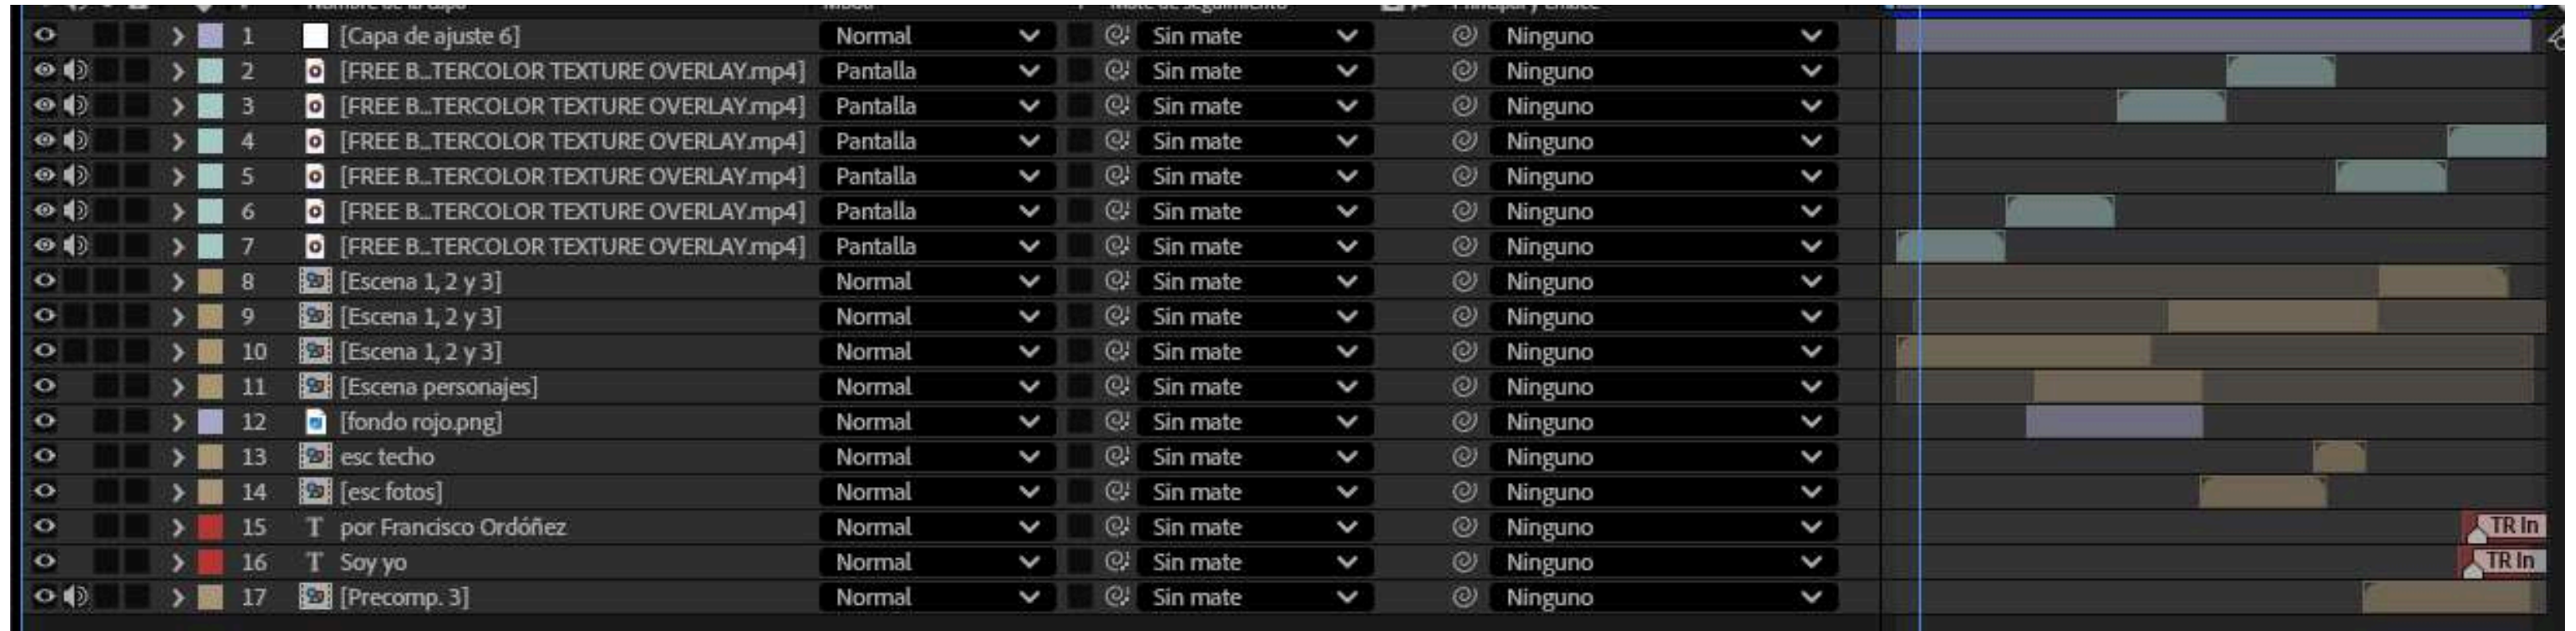 1 [Capa de ajuste 6] Normal Sin mate Ninguno
2 [FREE B...TERCOLOR TEXTURE OVERLAY.mp4] Pantalla Sin mate Ninguno
3 [FREE B...TERCOLOR TEXTURE OVERLAY.mp4] Pantalla Sin mate Ninguno
4 [FREE B...TERCOLOR TEXTURE OVERLAY.mp4] Pantalla Sin mate Ninguno
5 [FREE B...TERCOLOR TEXTURE OVERLAY.mp4] Pantalla Sin mate Ninguno
6 [FREE B...TERCOLOR TEXTURE OVERLAY.mp4] Pantalla Sin mate Ninguno
7 [FREE B...TERCOLOR TEXTURE OVERLAY.mp4] Pantalla Sin mate Ninguno
8 [Escena 1, 2 y 3] Normal Sin mate Ninguno
9 [Escena 1, 2 y 3] Normal Sin mate Ninguno
10 [Escena 1, 2 y 3] Normal Sin mate Ninguno
11 [Escena personajes] Normal Sin mate Ninguno
12 [fondo rojo.png] Normal Sin mate Ninguno
13 esc techo Normal Sin mate Ninguno
14 [esc fotos] Normal Sin mate Ninguno
15 T por Francisco Ordóñez Normal Sin mate Ninguno TR In
16 T Soy yo Normal Sin mate Ninguno TR In
17 [Precomp. 3] Normal Sin mate Ninguno